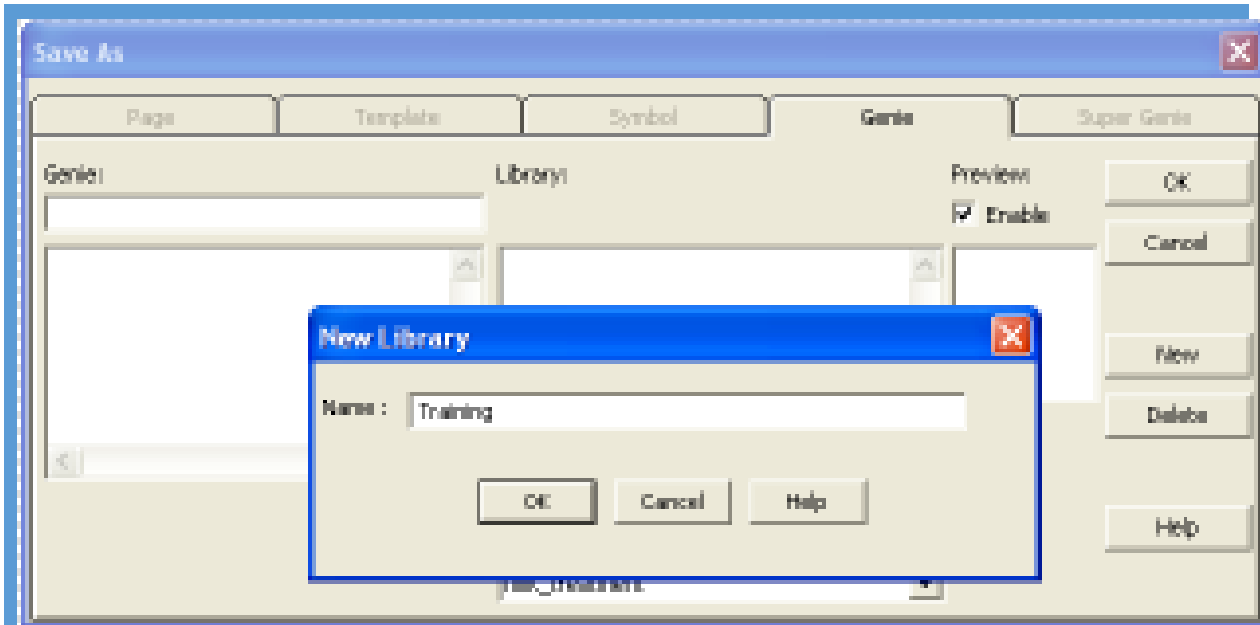 Save As
Page Template Symbol Genie Super Genie
Genie: Library: Preview:
Enable
OK
Cancel
New
Delete
Help
New Library
Name : Training
OK Cancel Help